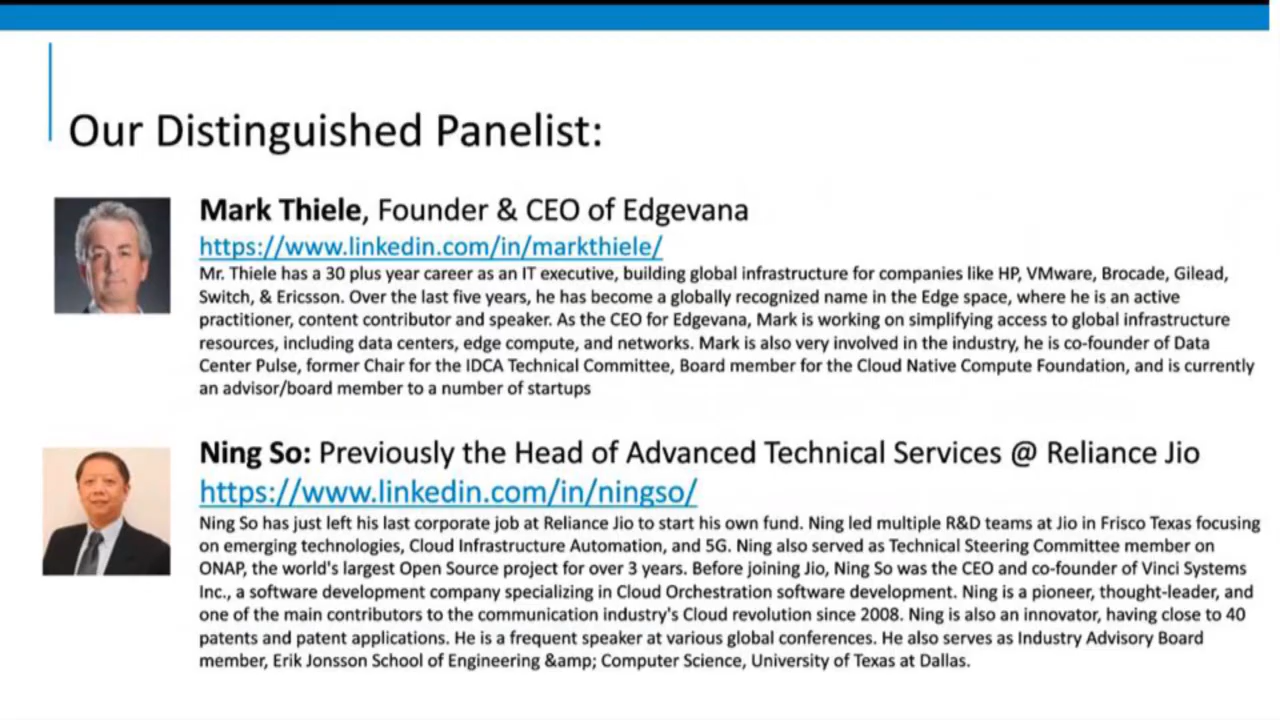 Our Distinguished Panelist:
Mark Thiele, Founder & CEO of Edgevana
https://www.linkedin.com/in/markthiele/
Mr. Thiele has a 30 plus year career as an IT executive, building global infrastructure for companies like HP, VMware, Brocade, Gilead,
Switch, & Ericsson. Over the last five years, he has become a globally recognized name in the Edge space, where he is an active
practitioner, content contributor and speaker. As the CEO for Edgevana, Mark is working on simplifying access to global infrastructure
resources, including data centers, edge compute, and networks. Mark is also very involved in the industry, he is co-founder of Data
Center Pulse, former Chair for the IDCA Technical Committee, Board member for the Cloud Native Compute Foundation, and is currently
an advisor/board member to a number of startups
Ning So: Previously the Head of Advanced Technical Services @ Reliance Jio
https://www.linkedin.com/in/ningso/
Ning So has just left his last corporate job at Reliance Jio to start his own fund. Ning led multiple R&D teams at Jio in Frisco Texas focusing
on emerging technologies, Cloud Infrastructure Automation, and 5G. Ning also served as Technical Steering Committee member on
ONAP, the world's largest Open Source project for over 3 years. Before joining Jio, Ning So was the CEO and co-founder of Vinci Systems
Inc., a software development company specializing in Cloud Orchestration software development. Ning is a pioneer, thought-leader, and
one of the main contributors to the communication industry's Cloud revolution since 2008. Ning is also an innovator, having close to 40
patents and patent applications. He is a frequent speaker at various global conferences. He also serves as Industry Advisory Board
member, Erik Jonsson School of Engineering &amp; Computer Science, University of Texas at Dallas.